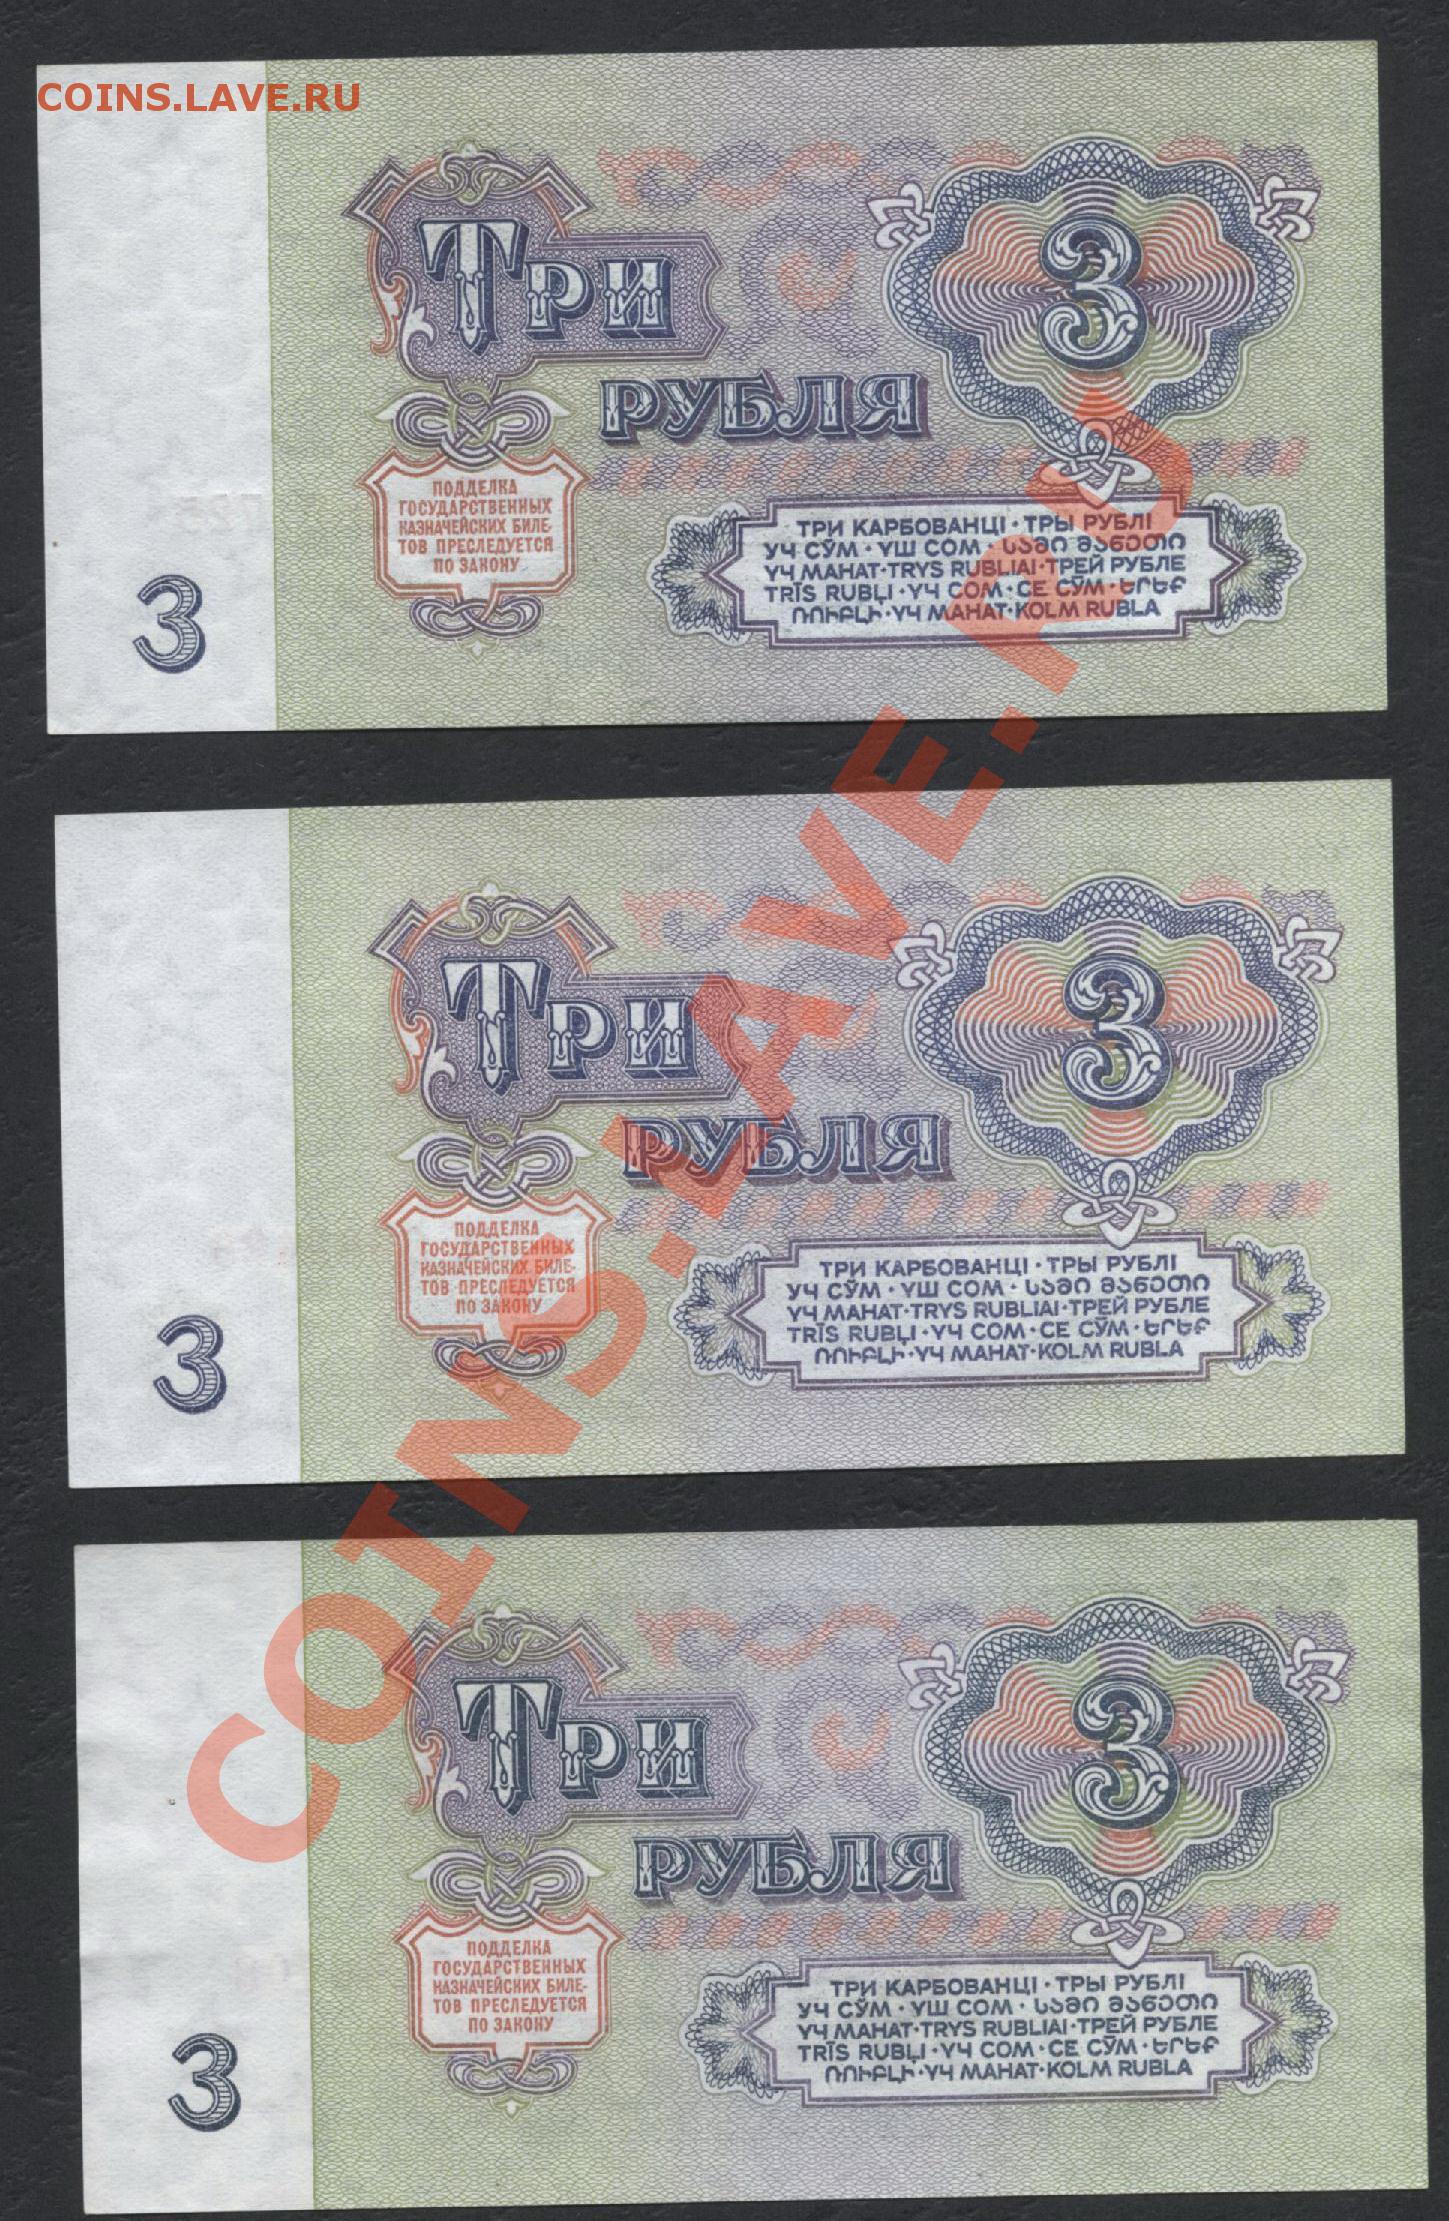 COINS.LAVE.RU
Три
РУБЛЯ
3
ПОДДЕЛКА
ГОСУДАРСТВЕННЫХ
КАЗНАЧЕЙСКИХ БИЛЕ-
ТОВ ПРЕСЛЕДУЕТСЯ
ПО ЗАКОНУ
ТРИ КАРБОВАНЦІ · ТРЫ РУБЛІ
УЧ СЎМ · ҮШ СОМ · ᲡᲐᲛᲘ ᲛᲐᲜᲔᲗᲘ
ҮЧ МАНАТ · TRYS RUBLIAI · ТРЕЙ РУБЛЕ
TRĪS RUBĻI · ҮЧ СОМ · СЕ СӮМ · ԵՐԵՔ
ՌՈՒԲԼԻ · ҮЧ МАНАТ · KOLM RUBLA
3
Три
РУБЛЯ
3
ПОДДЕЛКА
ГОСУДАРСТВЕННЫХ
КАЗНАЧЕЙСКИХ БИЛЕ-
ТОВ ПРЕСЛЕДУЕТСЯ
ПО ЗАКОНУ
ТРИ КАРБОВАНЦІ · ТРЫ РУБЛІ
УЧ СЎМ · ҮШ СОМ · ᲡᲐᲛᲘ ᲛᲐᲜᲔᲗᲘ
ҮЧ МАНАТ · TRYS RUBLIAI · ТРЕЙ РУБЛЕ
TRĪS RUBĻI · ҮЧ СОМ · СЕ СӮМ · ԵՐԵՔ
ՌՈՒԲԼԻ · ҮЧ МАНАТ · KOLM RUBLA
3
COINS.LAVE.RU
Три
РУБЛЯ
3
ПОДДЕЛКА
ГОСУДАРСТВЕННЫХ
КАЗНАЧЕЙСКИХ БИЛЕ-
ТОВ ПРЕСЛЕДУЕТСЯ
ПО ЗАКОНУ
ТРИ КАРБОВАНЦІ · ТРЫ РУБЛІ
УЧ СЎМ · ҮШ СОМ · ᲡᲐᲛᲘ ᲛᲐᲜᲔᲗᲘ
ҮЧ МАНАТ · TRYS RUBLIAI · ТРЕЙ РУБЛЕ
TRĪS RUBĻI · ҮЧ СОМ · СЕ СӮМ · ԵՐԵՔ
ՌՈՒԲԼԻ · ҮЧ МАНАТ · KOLM RUBLA
3